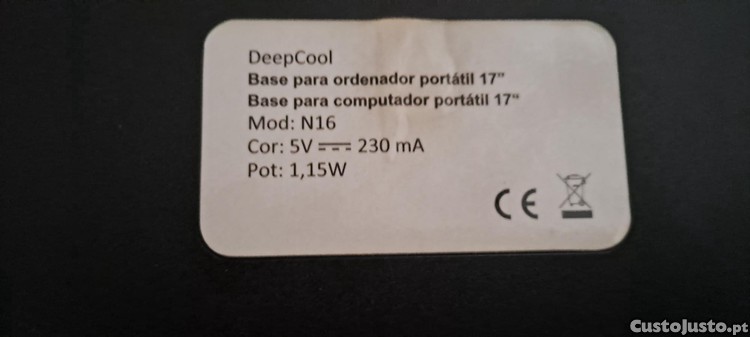 DeepCool
Base para ordenador portátil 17”
Base para computador portátil 17“
Mod: N16
Cor: 5V ⎓ 230 mA
Pot: 1,15W
CE
CustoJusto.pt